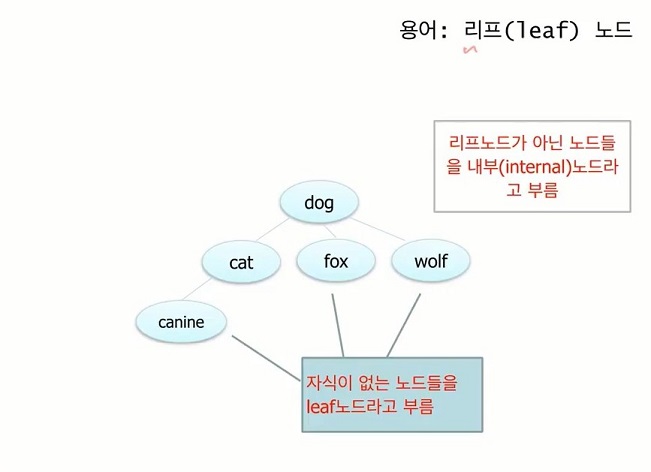 용어: 리프(leaf) 노드
리프노드가 아닌 노드들
을 내부(internal)노드라
고 부름
dog
cat
fox
wolf
canine
자식이 없는 노드들을
leaf노드라고 부름